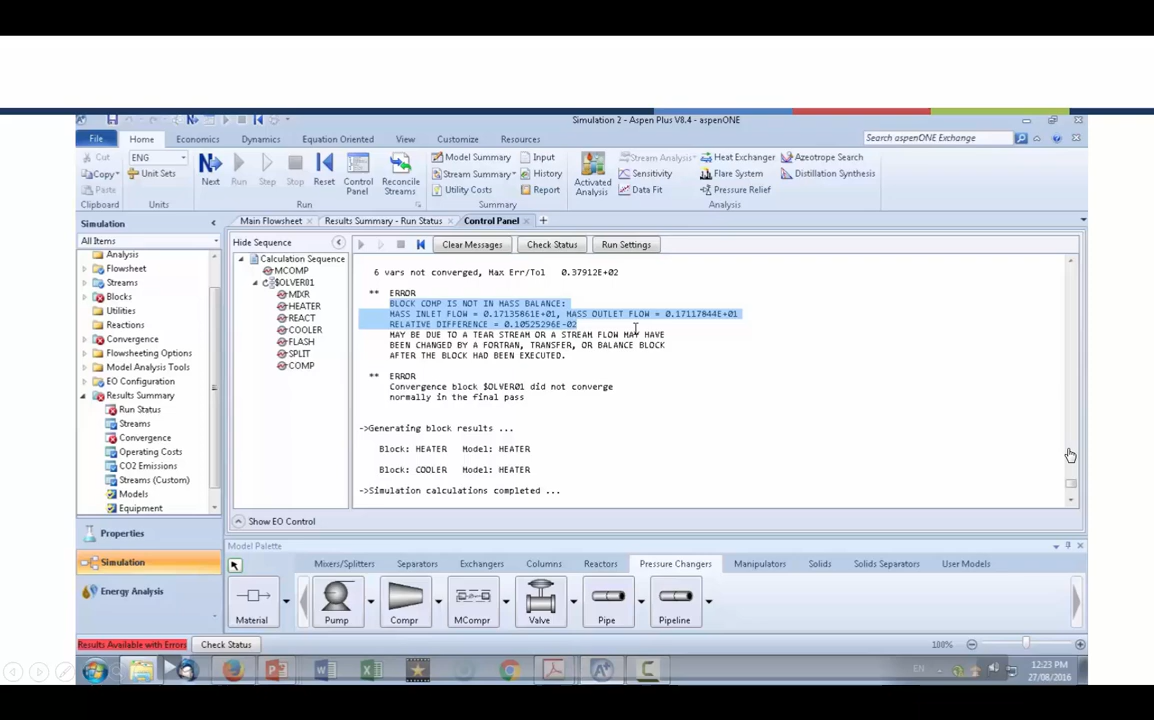 Simulation 2 - Aspen Plus V8.4 - aspenONE
File Home Economics Dynamics Equation Oriented View Customize Resources Search aspenONE Exchange
Cut ENG Model Summary Input Stream Analysis Heat Exchanger Azeotrope Search
Copy Unit Sets Next Run Step Stop Reset Control Panel Reconcile Streams Stream Summary History Activated Analysis Sensitivity Flare System Distillation Synthesis
Paste Utility Costs Report Data Fit Pressure Relief
Clipboard Units Run Summary Analysis
Simulation Main Flowsheet Results Summary - Run Status Control Panel
All Items
Analysis
Flowsheet
Streams
Blocks
Utilities
Reactions
Convergence
Flowsheeting Options
Model Analysis Tools
EO Configuration
Results Summary
Run Status
Streams
Convergence
Operating Costs
CO2 Emissions
Streams (Custom)
Models
Equipment
Properties
Simulation
Energy Analysis
Hide Sequence
Calculation Sequence
MCOMP
$OLVER01
MIXR
HEATER
REACT
COOLER
FLASH
SPLIT
COMP
Clear Messages Check Status Run Settings
6 vars not converged, Max Err/Tol 0.37912E+02
** ERROR
BLOCK COMP IS NOT IN MASS BALANCE:
MASS INLET FLOW = 0.17135861E+01, MASS OUTLET FLOW = 0.17117844E+01
RELATIVE DIFFERENCE = 0.10525296E-02
MAY BE DUE TO A TEAR STREAM OR A STREAM FLOW MAY HAVE
BEEN CHANGED BY A FORTRAN, TRANSFER, OR BALANCE BLOCK
AFTER THE BLOCK HAD BEEN EXECUTED.
** ERROR
Convergence block $OLVER01 did not converge
normally in the final pass
->Generating block results ...
Block: HEATER Model: HEATER
Block: COOLER Model: HEATER
->Simulation calculations completed ...
Show EO Control
Model Palette
Mixers/Splitters Separators Exchangers Columns Reactors Pressure Changers Manipulators Solids Solids Separators User Models
Material Pump Compr MCompr Valve Pipe Pipeline
Results Available with Errors Check Status 100%
EN 12:23 PM
27/08/2016